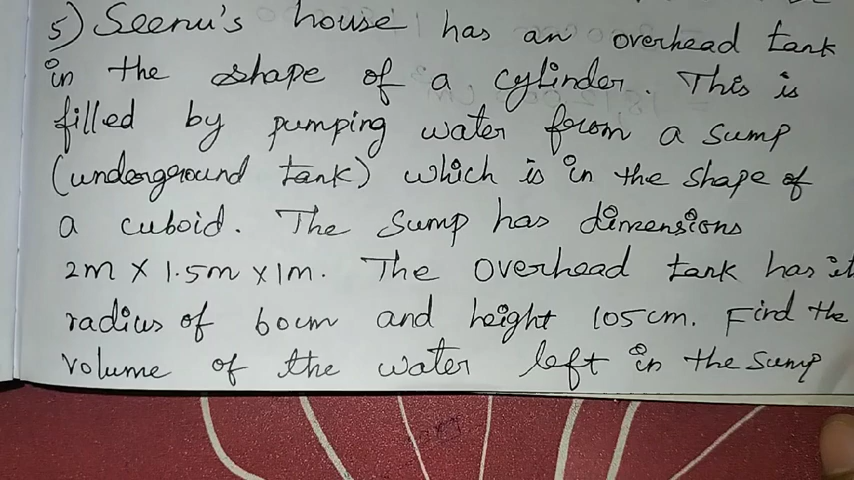 5) Seenu's house has an overhead tank
in the shape of a cylinder. This is
filled by pumping water from a sump
(underground tank) which is in the shape of
a cuboid. The Sump has dimensions
2m X 1.5m X 1m. The overhead tank has it
radius of 60cm and height 105cm. Find the
volume of the water left in the sump